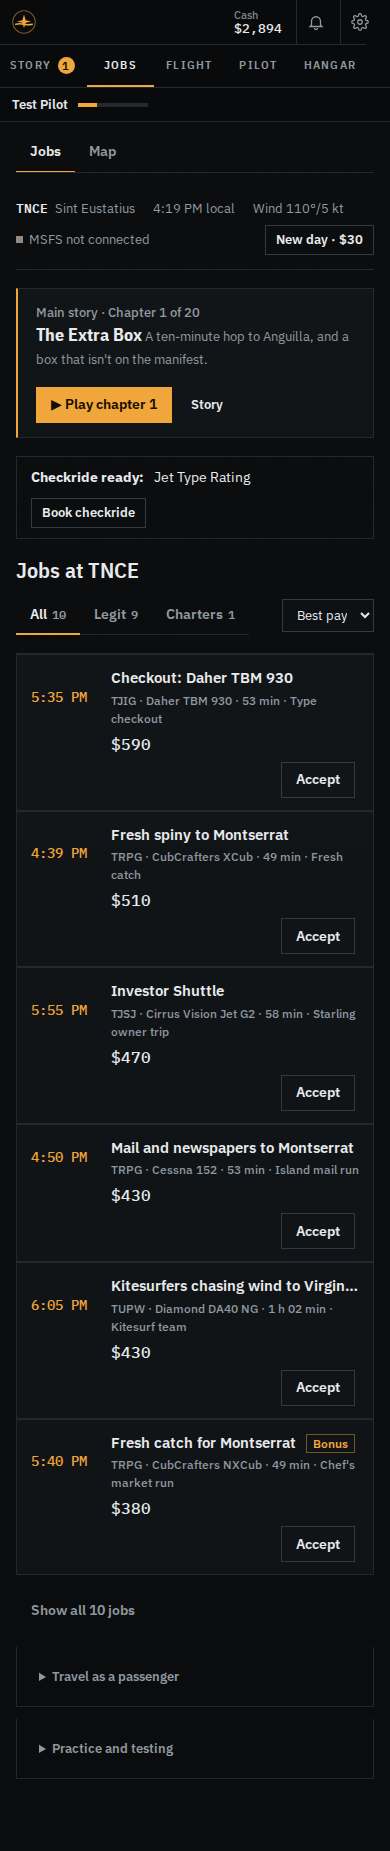 Cash
$2,894
STORY 1 JOBS FLIGHT PILOT HANGAR
Test Pilot
Jobs Map
TNCE Sint Eustatius 4:19 PM local Wind 110°/5 kt
MSFS not connected New day · $30
Main story · Chapter 1 of 20
The Extra Box A ten-minute hop to Anguilla, and a
box that isn't on the manifest.
▶ Play chapter 1 Story
Checkride ready: Jet Type Rating
Book checkride
Jobs at TNCE
All 10 Legit 9 Charters 1 Best pay
Checkout: Daher TBM 930
5:35 PM
TJIG · Daher TBM 930 · 53 min · Type
checkout
$590
Accept
Fresh spiny to Montserrat
4:39 PM
TRPG · CubCrafters XCub · 49 min · Fresh
catch
$510
Accept
Investor Shuttle
5:55 PM
TJSJ · Cirrus Vision Jet G2 · 58 min · Starling
owner trip
$470
Accept
Mail and newspapers to Montserrat
4:50 PM
TRPG · Cessna 152 · 53 min · Island mail run
$430
Accept
Kitesurfers chasing wind to Virgin...
6:05 PM
TUPW · Diamond DA40 NG · 1 h 02 min ·
Kitesurf team
$430
Accept
Fresh catch for Montserrat Bonus
5:40 PM
TRPG · CubCrafters NXCub · 49 min · Chef's
market run
$380
Accept
Show all 10 jobs
▶ Travel as a passenger
▶ Practice and testing